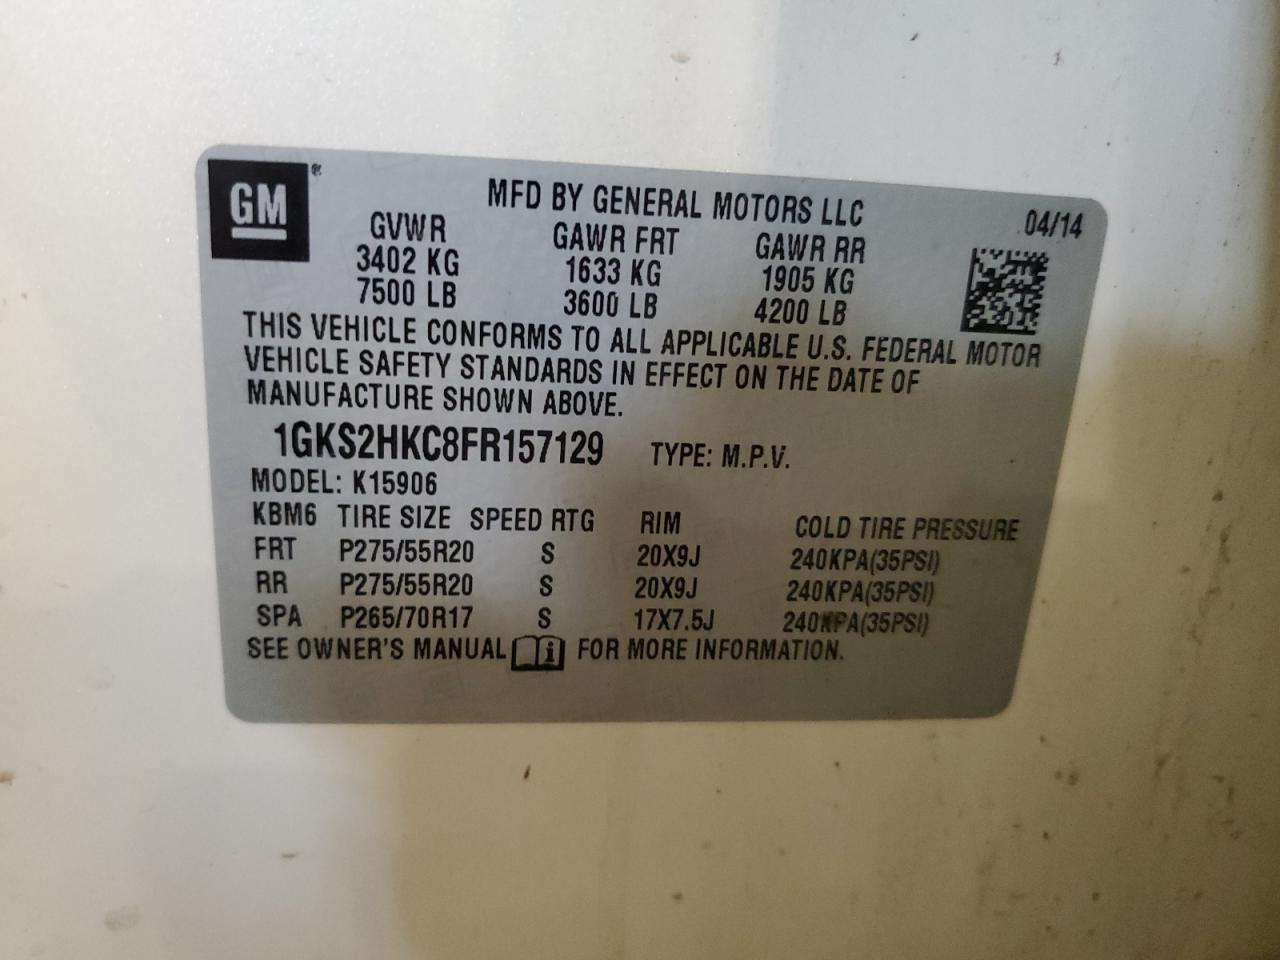 GM®
MFD BY GENERAL MOTORS LLC 04/14
GVWR GAWR FRT GAWR RR
3402 KG 1633 KG 1905 KG
7500 LB 3600 LB 4200 LB
THIS VEHICLE CONFORMS TO ALL APPLICABLE U.S. FEDERAL MOTOR
VEHICLE SAFETY STANDARDS IN EFFECT ON THE DATE OF
MANUFACTURE SHOWN ABOVE.
1GKS2HKC8FR157129 TYPE: M.P.V.
MODEL: K15906
KBM6 TIRE SIZE SPEED RTG RIM COLD TIRE PRESSURE
FRT P275/55R20 S 20X9J 240KPA(35PSI)
RR P275/55R20 S 20X9J 240KPA(35PSI)
SPA P265/70R17 S 17X7.5J 240KPA(35PSI)
SEE OWNER'S MANUAL i FOR MORE INFORMATION.